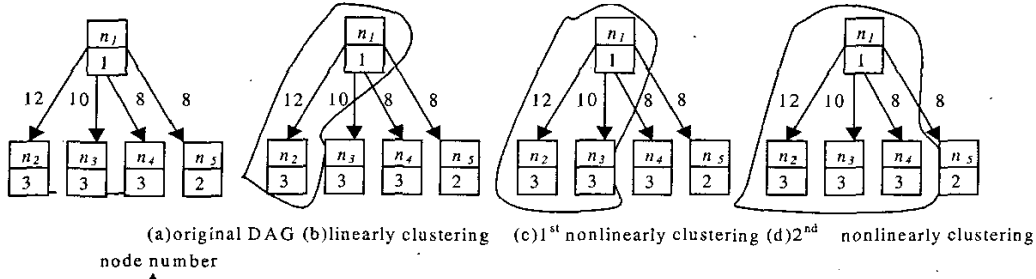 n1 n1 n1 n1
1 1 1 1
12 10 8 8 12 10 8 8 12 10 8 8 12 10 8 8
n2 n3 n4 n5 n2 n3 n4 n5 n2 n3 n4 n5 n2 n3 n4 n5
3 3 3 2 3 3 3 2 3 3 3 2 3 3 3 2
(a)original DAG (b)linearly clustering (c)1st nonlinearly clustering (d)2nd nonlinearly clustering
node number